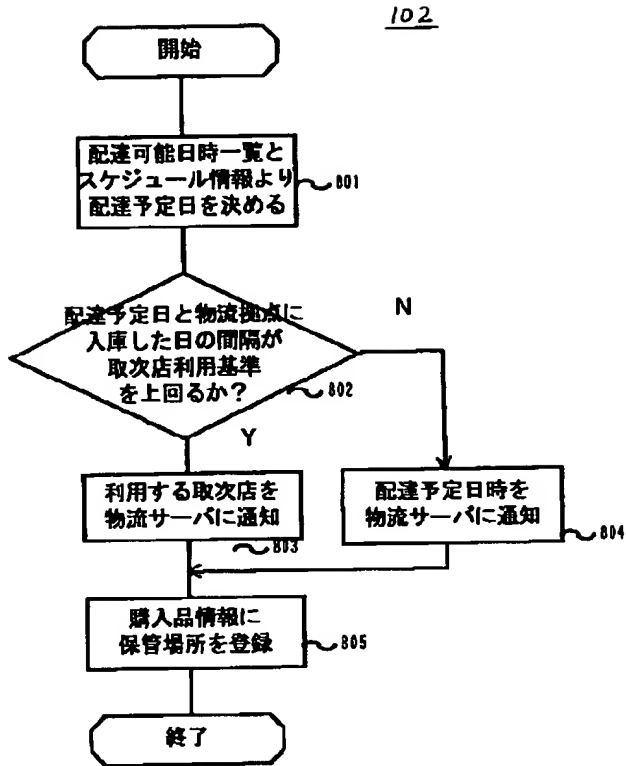 102
開始
配達可能日時一覧と
スケジュール情報より
配達予定日を決める
801
配達予定日と物流拠点に
入庫した日の間隔が
取次店利用基準
を上回るか?
802
N
Y
利用する取次店を
物流サーバに通知
803
配達予定日時を
物流サーバに通知
804
購入品情報に
保管場所を登録
805
終了